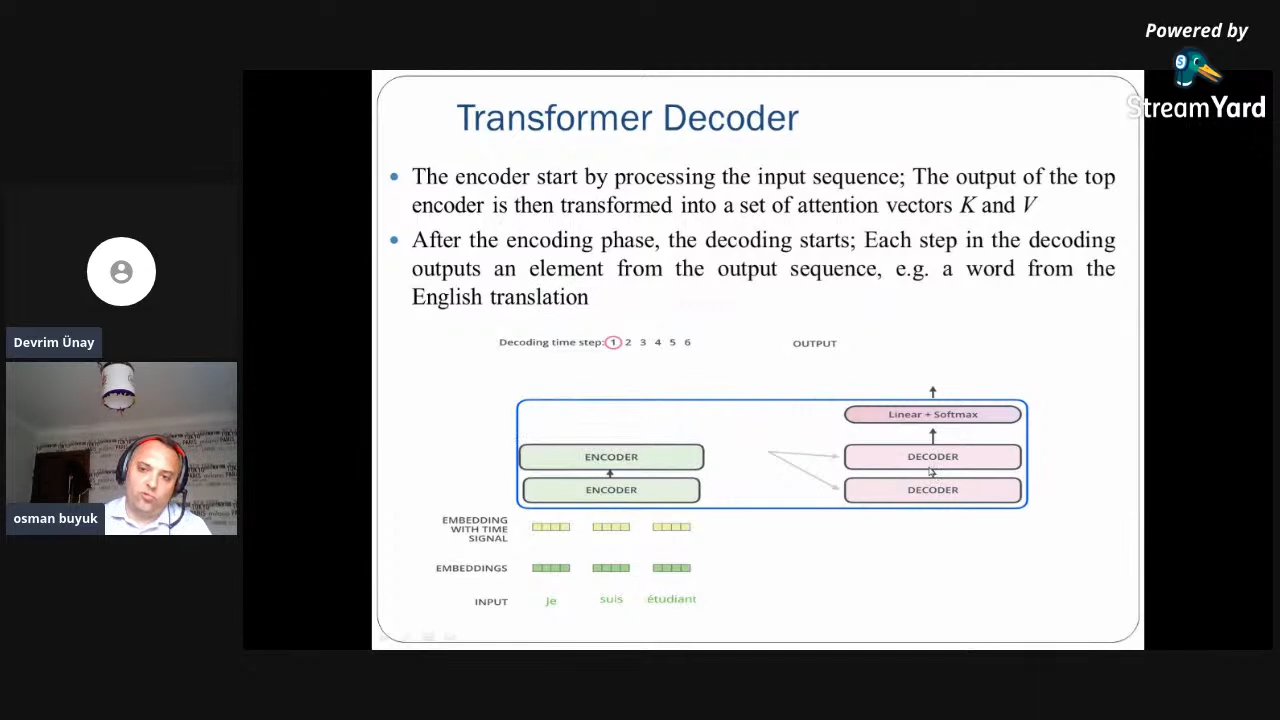 Powered by
StreamYard
Transformer Decoder
• The encoder start by processing the input sequence; The output of the top
encoder is then transformed into a set of attention vectors K and V
• After the encoding phase, the decoding starts; Each step in the decoding
outputs an element from the output sequence, e.g. a word from the
English translation
Decoding time step: 1 2 3 4 5 6
OUTPUT
Linear + Softmax
ENCODER
DECODER
ENCODER
DECODER
EMBEDDING
WITH TIME
SIGNAL
EMBEDDINGS
INPUT
Je suis étudiant
Devrim Ünay
osman buyuk